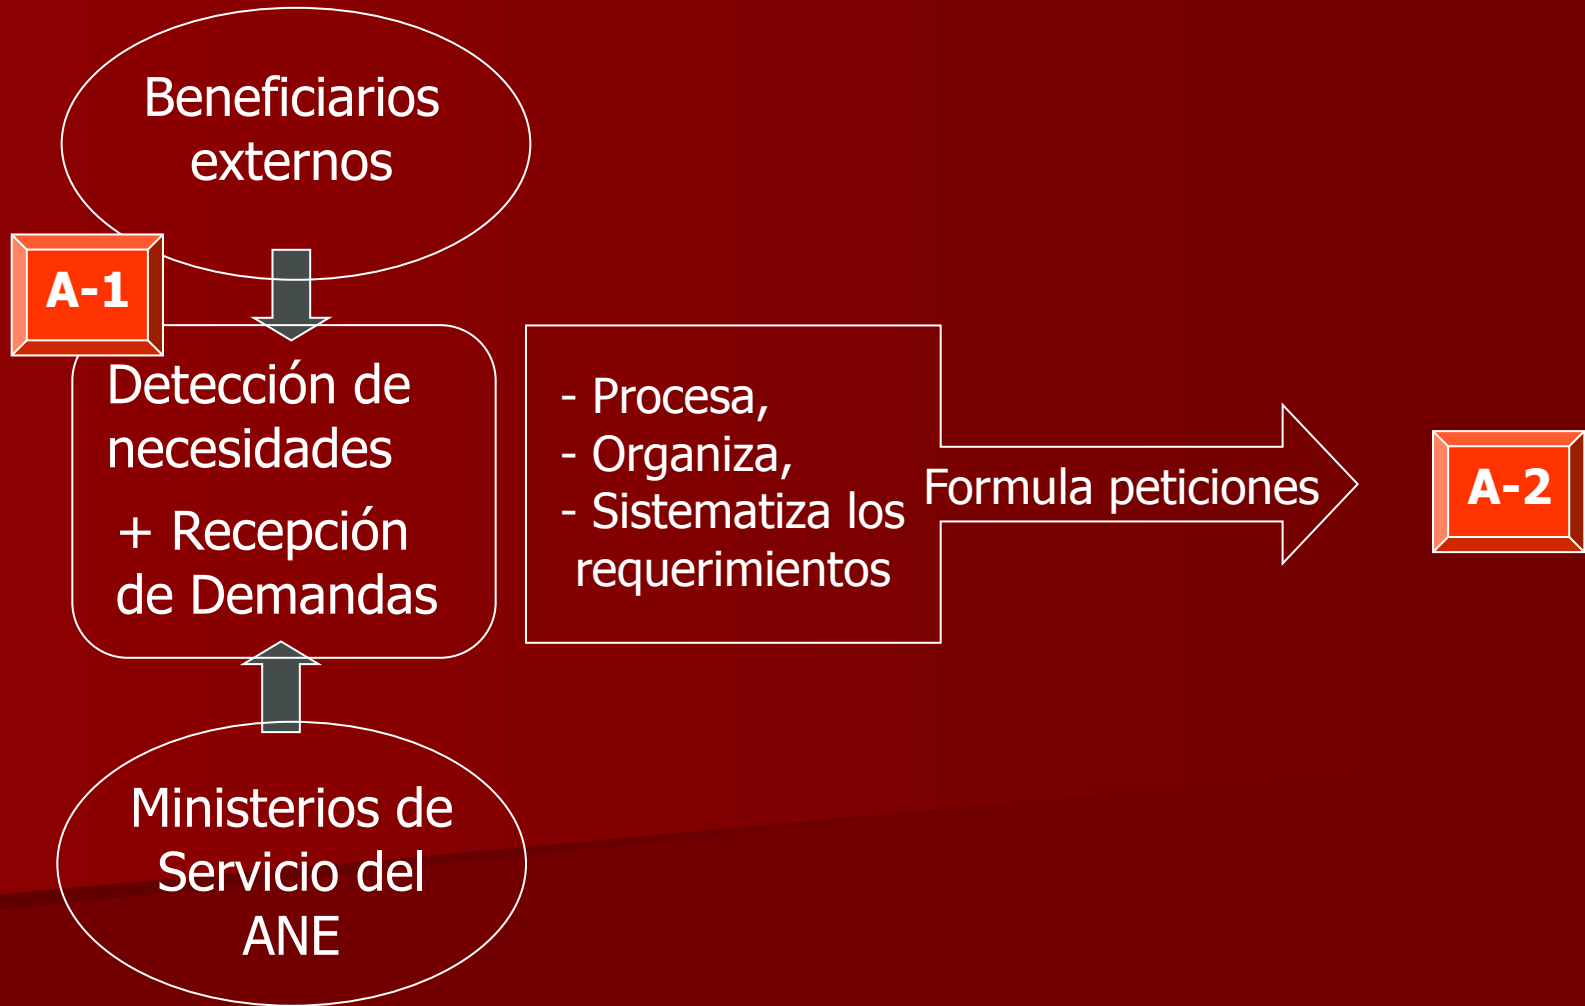 Beneficiarios
externos
A-1
Detección de
necesidades
+ Recepción
de Demandas
- Procesa,
- Organiza,
- Sistematiza los
requerimientos
Formula peticiones
A-2
Ministerios de
Servicio del
ANE